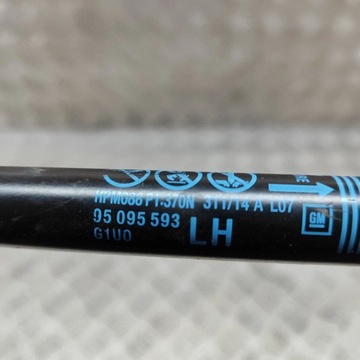 HPM088 F1:370N 311/14 A L07
95 095 593 LH
G1U0
GM